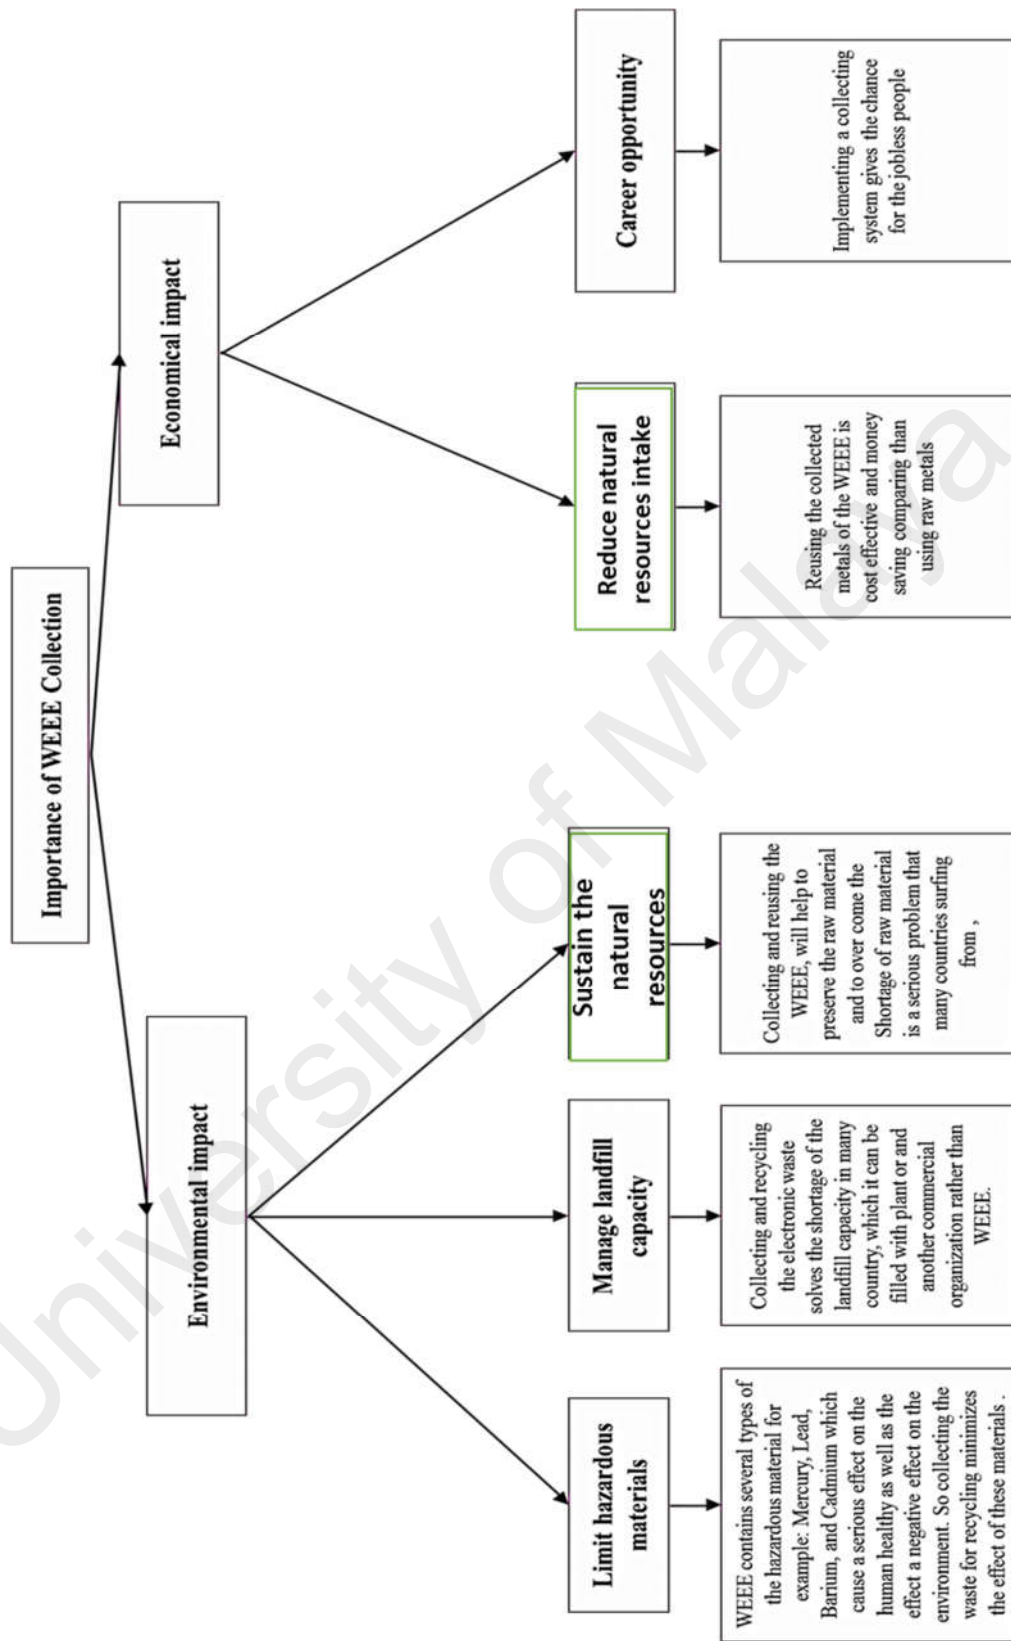 Importance of WEEE Collection
Environmental impact
Economical impact
Limit hazardous
materials
Manage landfill
capacity
Sustain the
natural
resources
Reduce natural
resources intake
Career opportunity
WEEE contains several types of
the hazardous material for
example: Mercury, Lead,
Barium, and Cadmium which
cause a serious effect on the
human healthy as well as the
effect a negative effect on the
environment. So collecting the
waste for recycling minimizes
the effect of these materials .
Collecting and recycling
the electronic waste
solves the shortage of the
landfill capacity in many
country, which it can be
filled with plant or and
another commercial
organization rather than
WEEE.
Collecting and reusing the
WEEE, will help to
preserve the raw material
and to over come the
Shortage of raw material
is a serious problem that
many countries surfing
from ,
Reusing the collected
metals of the WEEE is
cost effective and money
saving comparing than
using raw metals
Implementing a collecting
system gives the chance
for the jobless people
University of Malaya